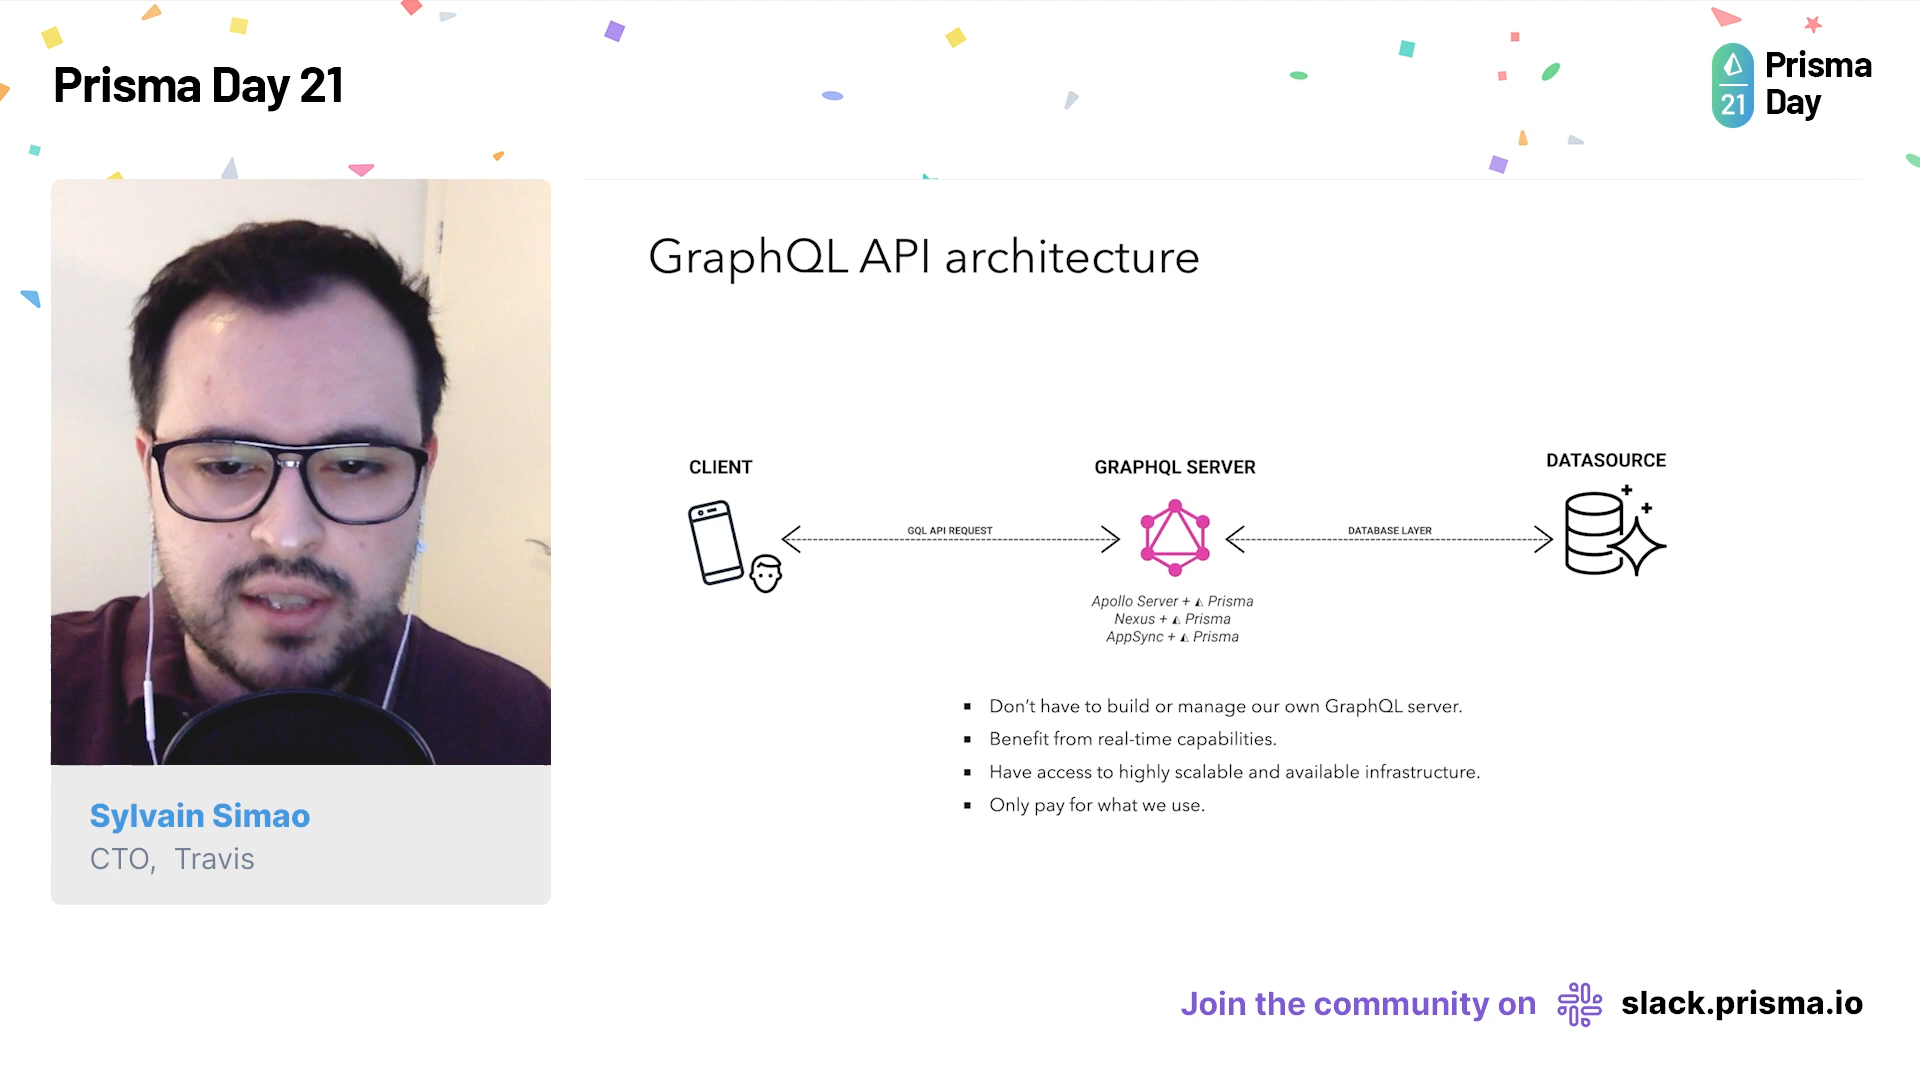 Prisma Day 21
Prisma
Day
21
GraphQL API architecture
CLIENT
GRAPHQL SERVER
DATASOURCE
GQL API REQUEST
DATABASE LAYER
Apollo Server + Prisma
Nexus + Prisma
AppSync + Prisma
▪ Don't have to build or manage our own GraphQL server.
▪ Benefit from real-time capabilities.
▪ Have access to highly scalable and available infrastructure.
▪ Only pay for what we use.
Sylvain Simao
CTO, Travis
Join the community on slack.prisma.io